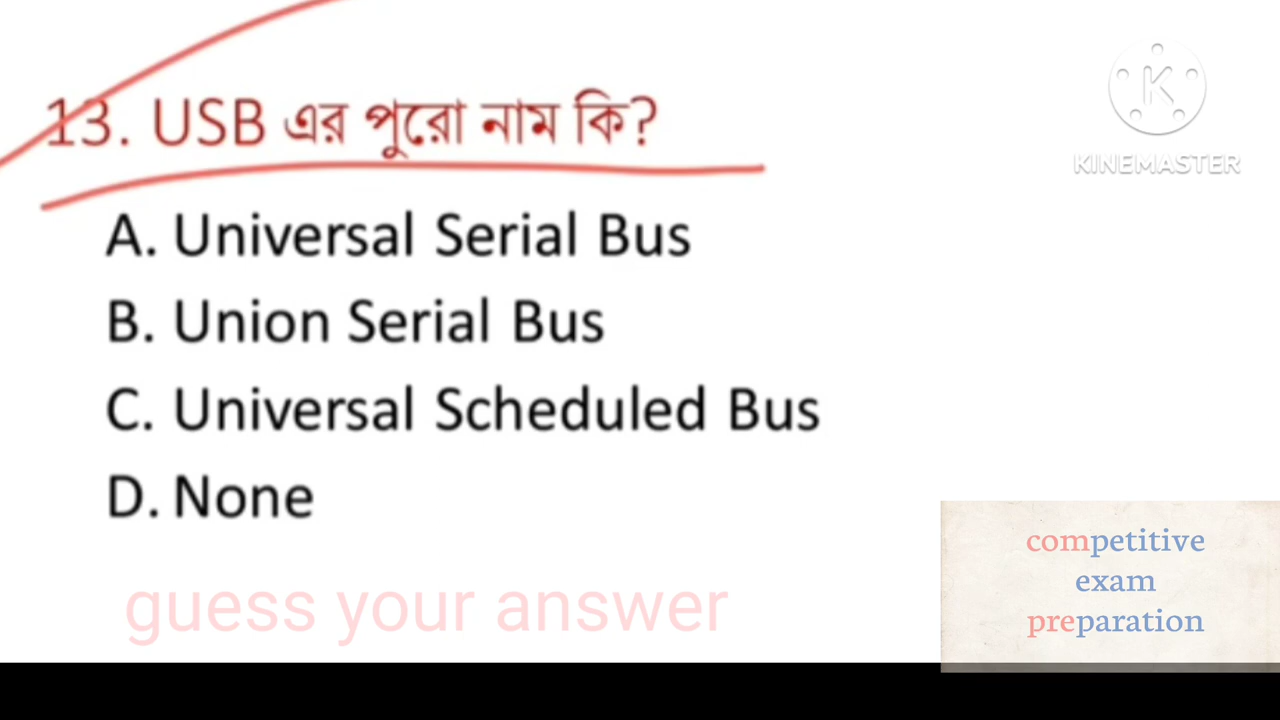 13. USB এর পুরো নাম কি?
A. Universal Serial Bus
B. Union Serial Bus
C. Universal Scheduled Bus
D. None
guess your answer
K
KINEMASTER
competitive
exam
preparation